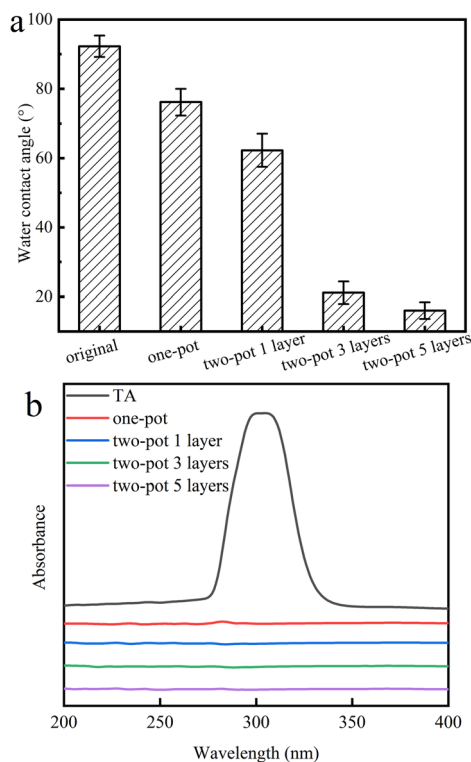 a
Water contact angle (°)
100
80
60
40
20
original
one-pot
two-pot 1 layer
two-pot 3 layers
two-pot 5 layers
b
TA
one-pot
two-pot 1 layer
two-pot 3 layers
two-pot 5 layers
Absorbance
200
250
300
350
400
Wavelength (nm)